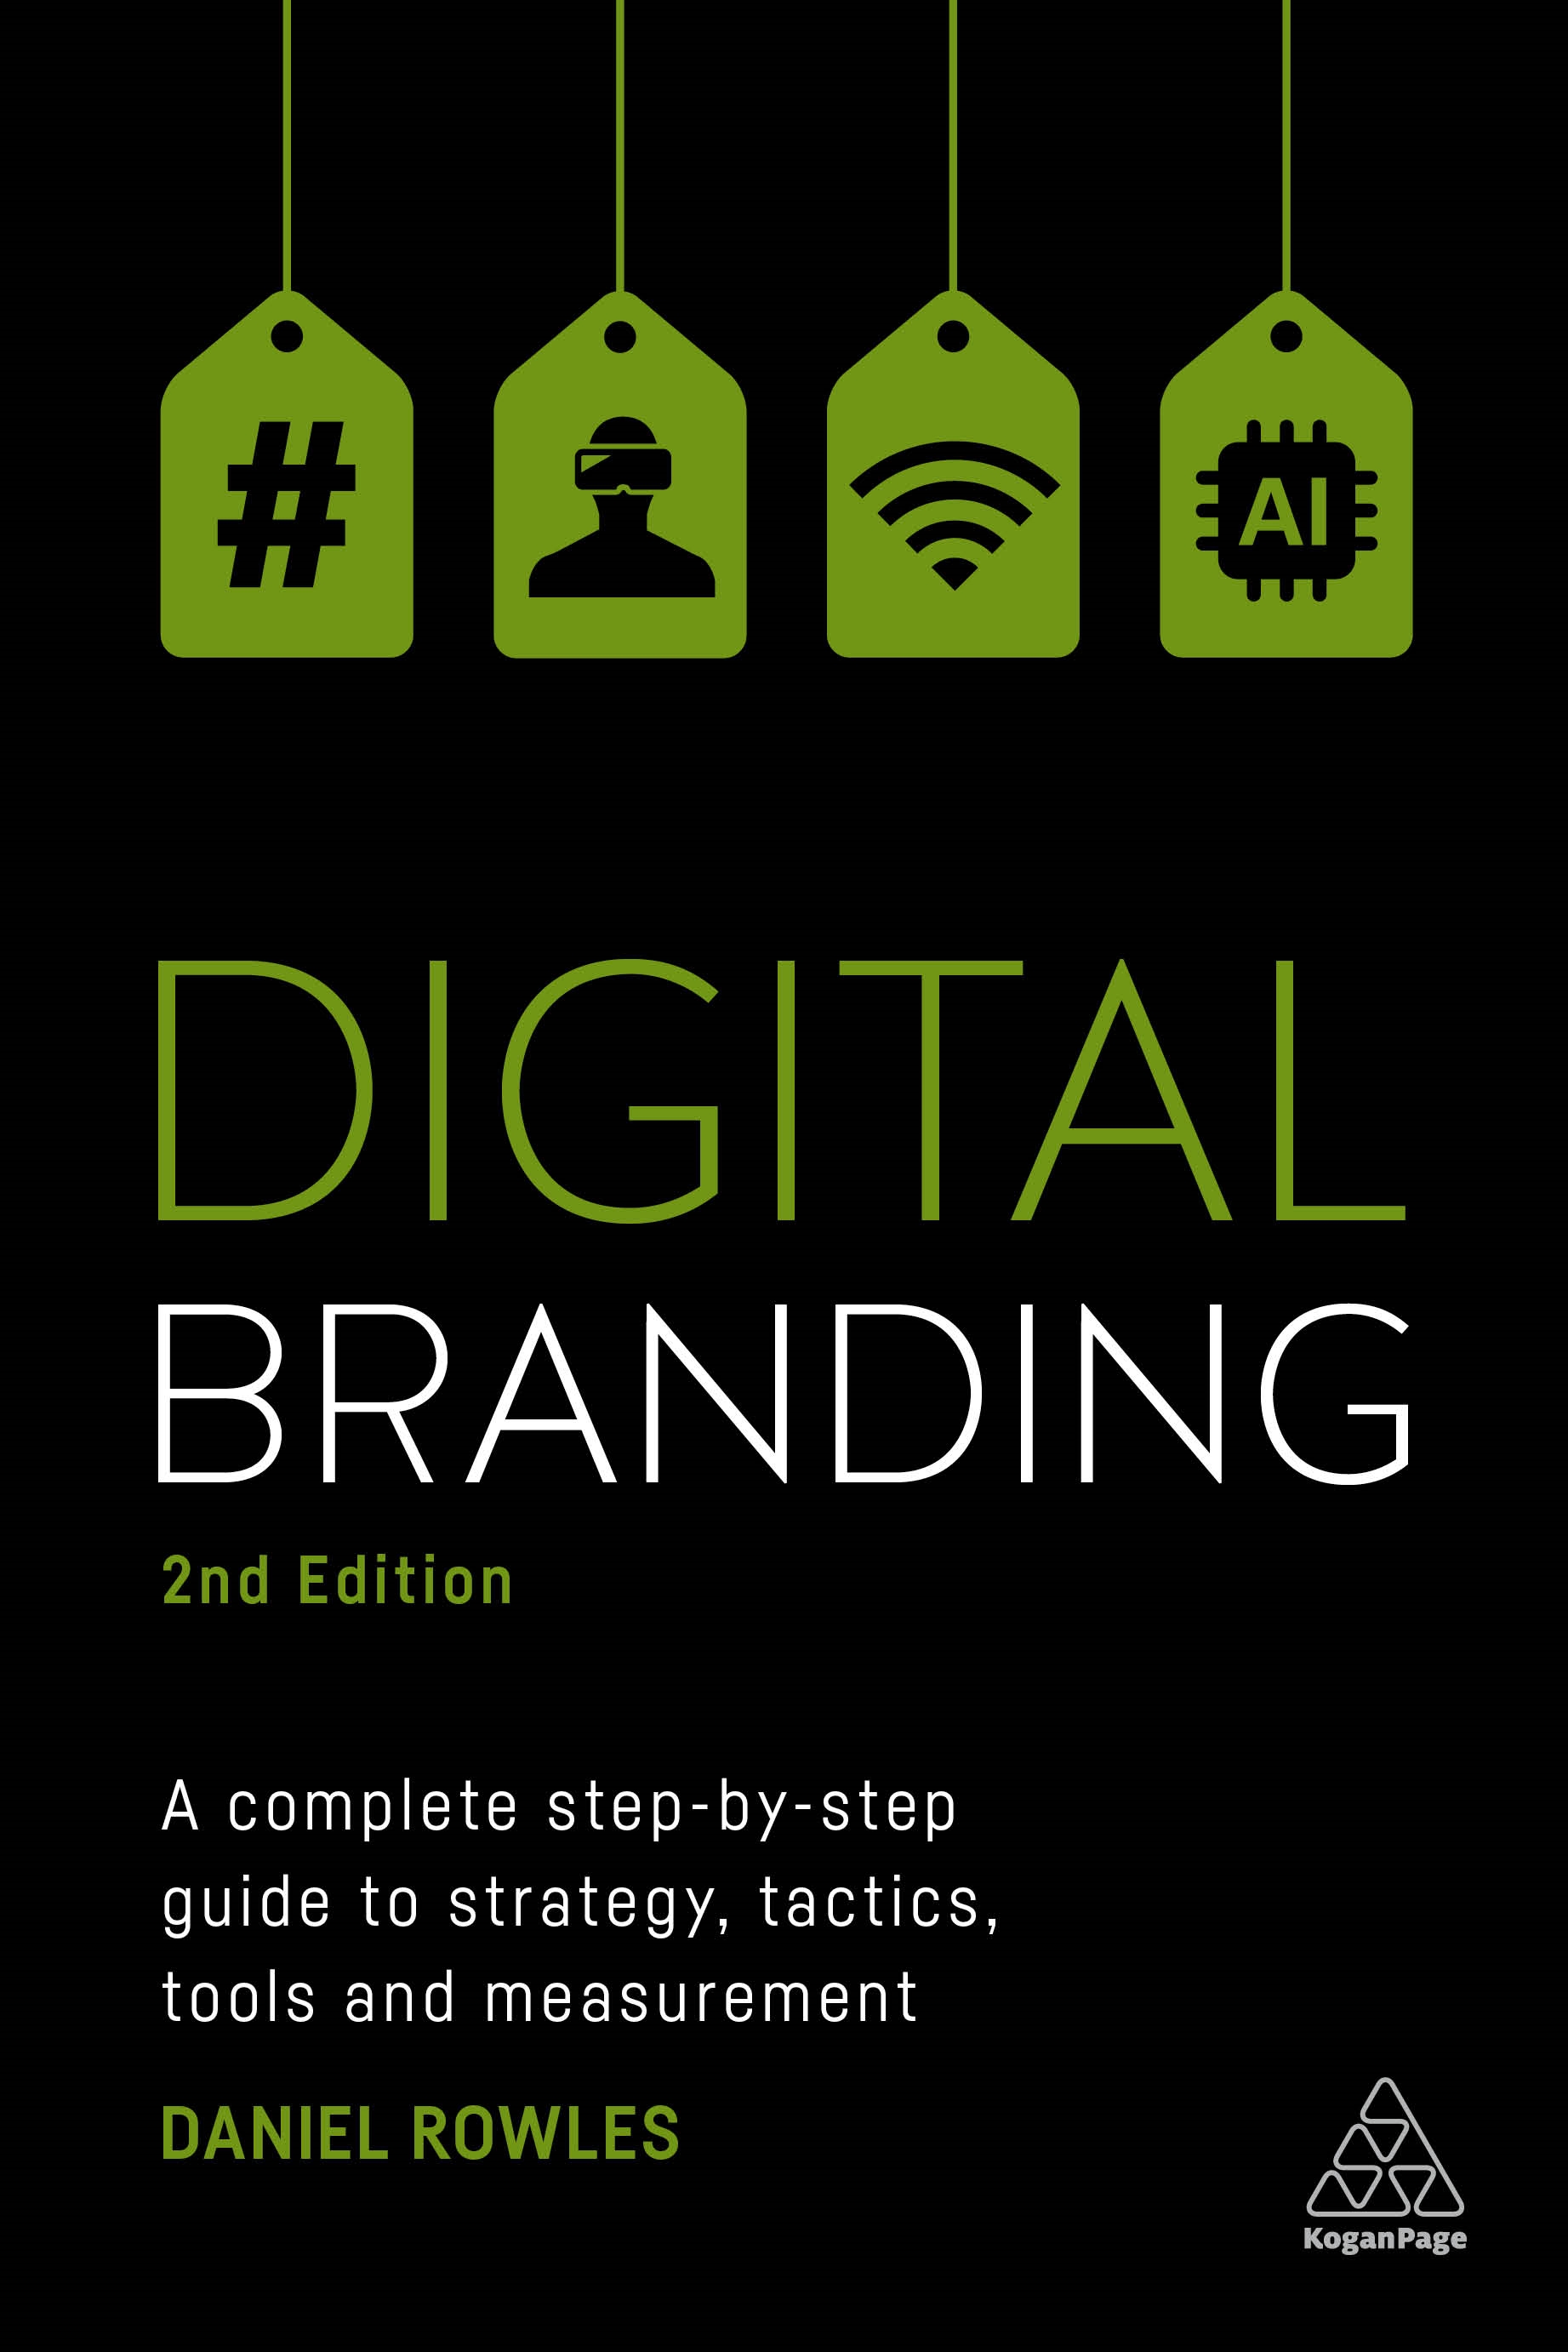 #
AI
DIGITAL
BRANDING
2nd Edition
A complete step-by-step
guide to strategy, tactics,
tools and measurement
DANIEL ROWLES
KoganPage